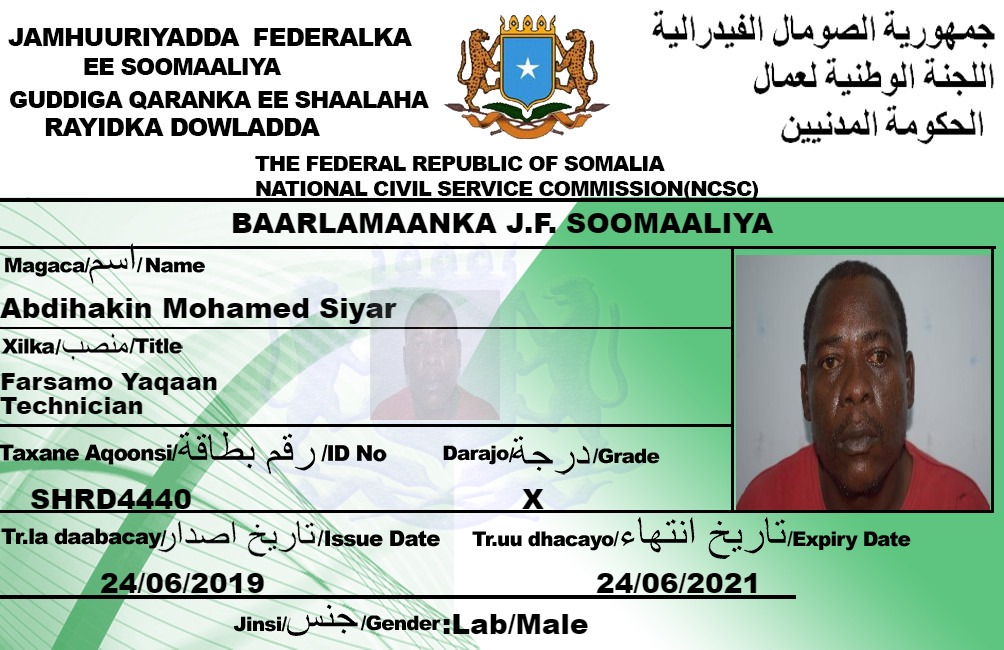 JAMHUURIYADDA FEDERALKA
EE SOOMAALIYA
GUDDIGA QARANKA EE SHAALAHA
RAYIDKA DOWLADDA
جمهورية الصومال الفيدرالية
اللجنة الوطنية لعمال
الحكومة المدنيين
THE FEDERAL REPUBLIC OF SOMALIA
NATIONAL CIVIL SERVICE COMMISSION(NCSC)
BAARLAMAANKA J.F. SOOMAALIYA
Magaca/اسم/Name
Abdihakin Mohamed Siyar
Xilka/منصب/Title
Farsamo Yaqaan
Technician
Taxane Aqoonsi/رقم بطاقة/ID No
SHRD4440
Darajo/درجة/Grade
X
Tr.la daabacay/تاريخ اصدار/Issue Date
24/06/2019
Tr.uu dhacayo/تاريخ انتهاء/Expiry Date
24/06/2021
Jinsi/جنس/Gender:Lab/Male